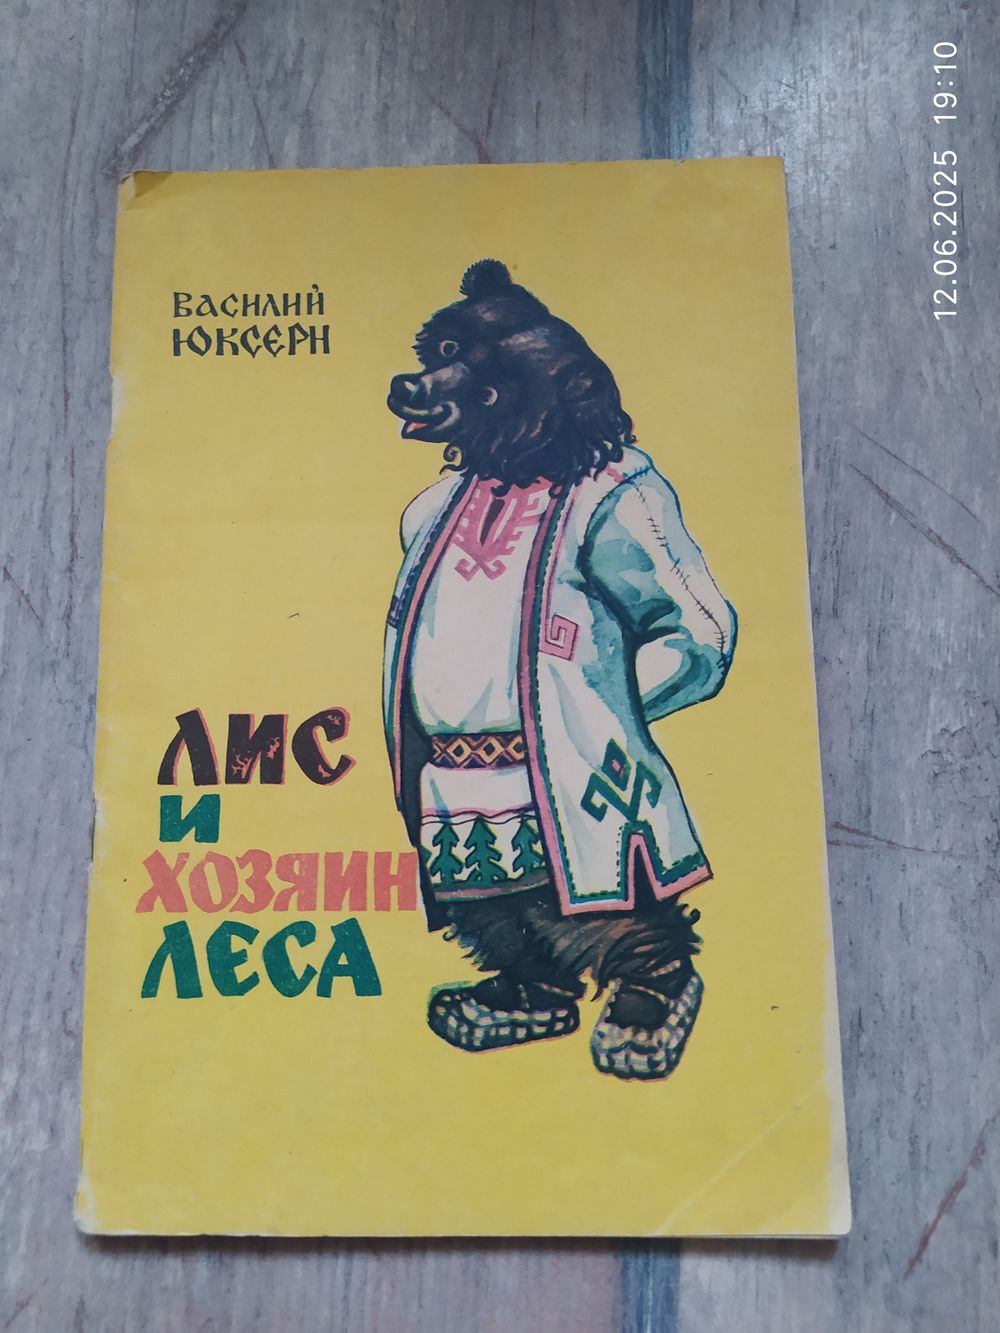 ВАСИЛИЙ
ЮКСЕРН
ЛИС
И
ХОЗЯИН
ЛЕСА
12.06.2025 19:10